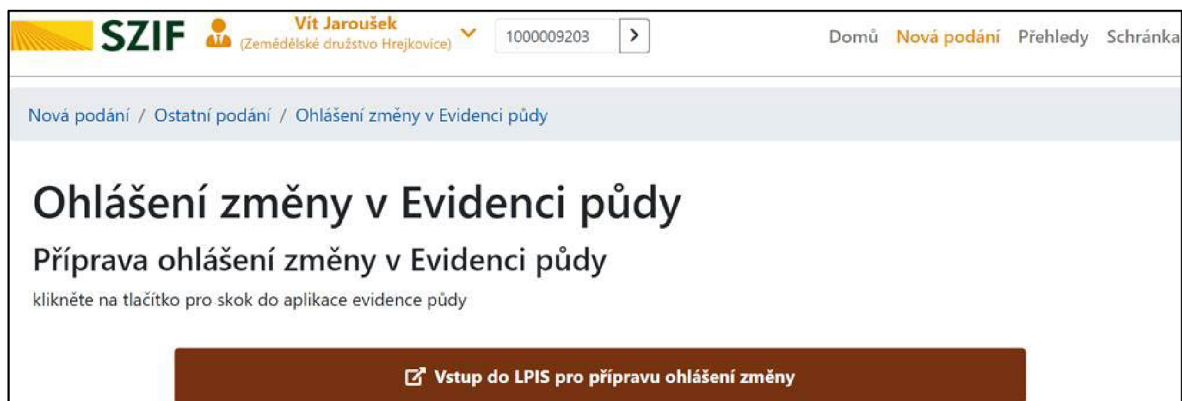 SZIF
Vít Jaroušek
(Zemědělské družstvo Hrejkovice)
1000009203
Domů Nová podání Přehledy Schránka
Nová podání / Ostatní podání / Ohlášení změny v Evidenci půdy
Ohlášení změny v Evidenci půdy
Příprava ohlášení změny v Evidenci půdy
klikněte na tlačítko pro skok do aplikace evidence půdy
Vstup do LPIS pro přípravu ohlášení změny